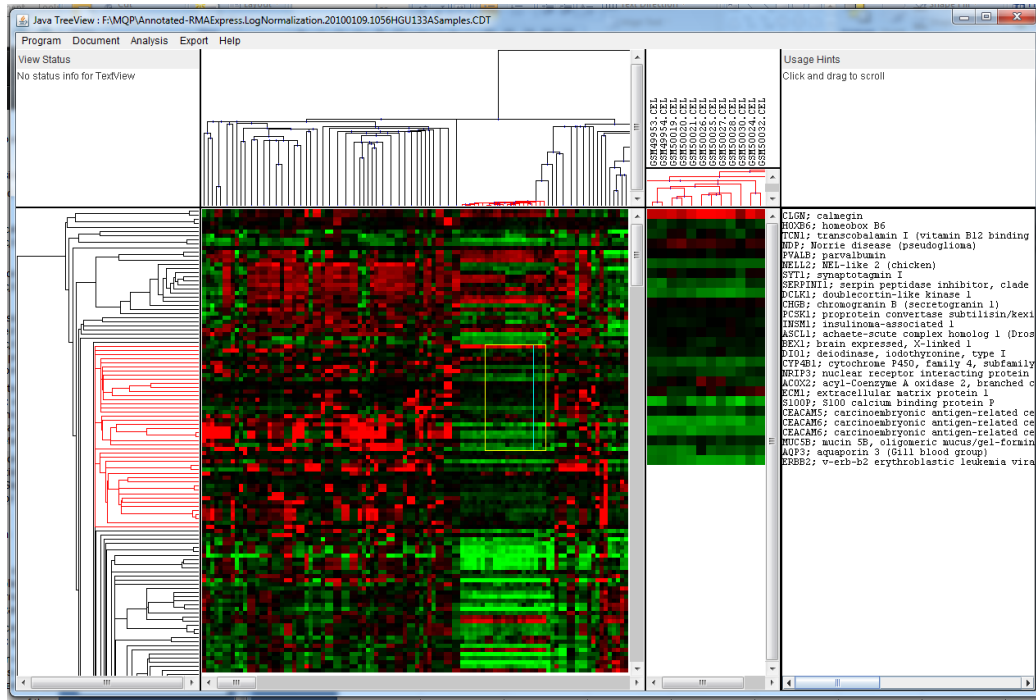 Java TreeView : F:\MQP\Annotated-RMAExpress.LogNormalization.20100109.1056HGU133ASamples.CDT
Program Document Analysis Export Help
View Status
No status info for TextView
GSM49953.CEL
GSM49954.CEL
GSM50019.CEL
GSM50020.CEL
GSM50021.CEL
GSM50026.CEL
GSM50025.CEL
GSM50027.CEL
GSM50028.CEL
GSM50030.CEL
GSM50024.CEL
GSM50032.CEL
Usage Hints
Click and drag to scroll
CLGN; calmegin
HOXB6; homeobox B6
TCN1; transcobalamin I (vitamin B12 binding
NDP; Norrie disease (pseudoglioma)
PVALB; parvalbumin
NELL2; NEL-like 2 (chicken)
SYT1; synaptotagmin I
SERPINI1; serpin peptidase inhibitor, clade
DCLK1; doublecortin-like kinase 1
CHGB; chromogranin B (secretogranin 1)
PCSK1; proprotein convertase subtilisin/kexi
INSM1; insulinoma-associated 1
ASCL1; achaete-scute complex homolog 1 (Dros
BEX1; brain expressed, X-linked 1
DIO1; deiodinase, iodothyronine, type I
CYP4B1; cytochrome P450, family 4, subfamily
NRIP3; nuclear receptor interacting protein
ACOX2; acyl-Coenzyme A oxidase 2, branched c
ECM1; extracellular matrix protein 1
S100P; S100 calcium binding protein P
CEACAM5; carcinoembryonic antigen-related ce
CEACAM6; carcinoembryonic antigen-related ce
CEACAM6; carcinoembryonic antigen-related ce
MUC5B; mucin 5B, oligomeric mucus/gel-formin
AQP3; aquaporin 3 (Gill blood group)
ERBB2; v-erb-b2 erythroblastic leukemia vira